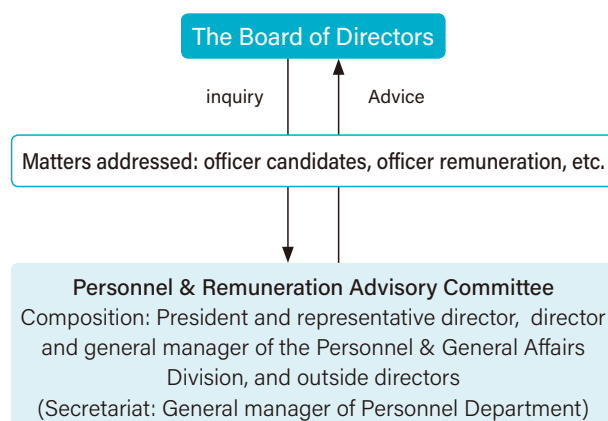 The Board of Directors
inquiry
Advice
Matters addressed: officer candidates, officer remuneration, etc.
Personnel & Remuneration Advisory Committee
Composition: President and representative director, director
and general manager of the Personnel & General Affairs
Division, and outside directors
(Secretariat: General manager of Personnel Department)